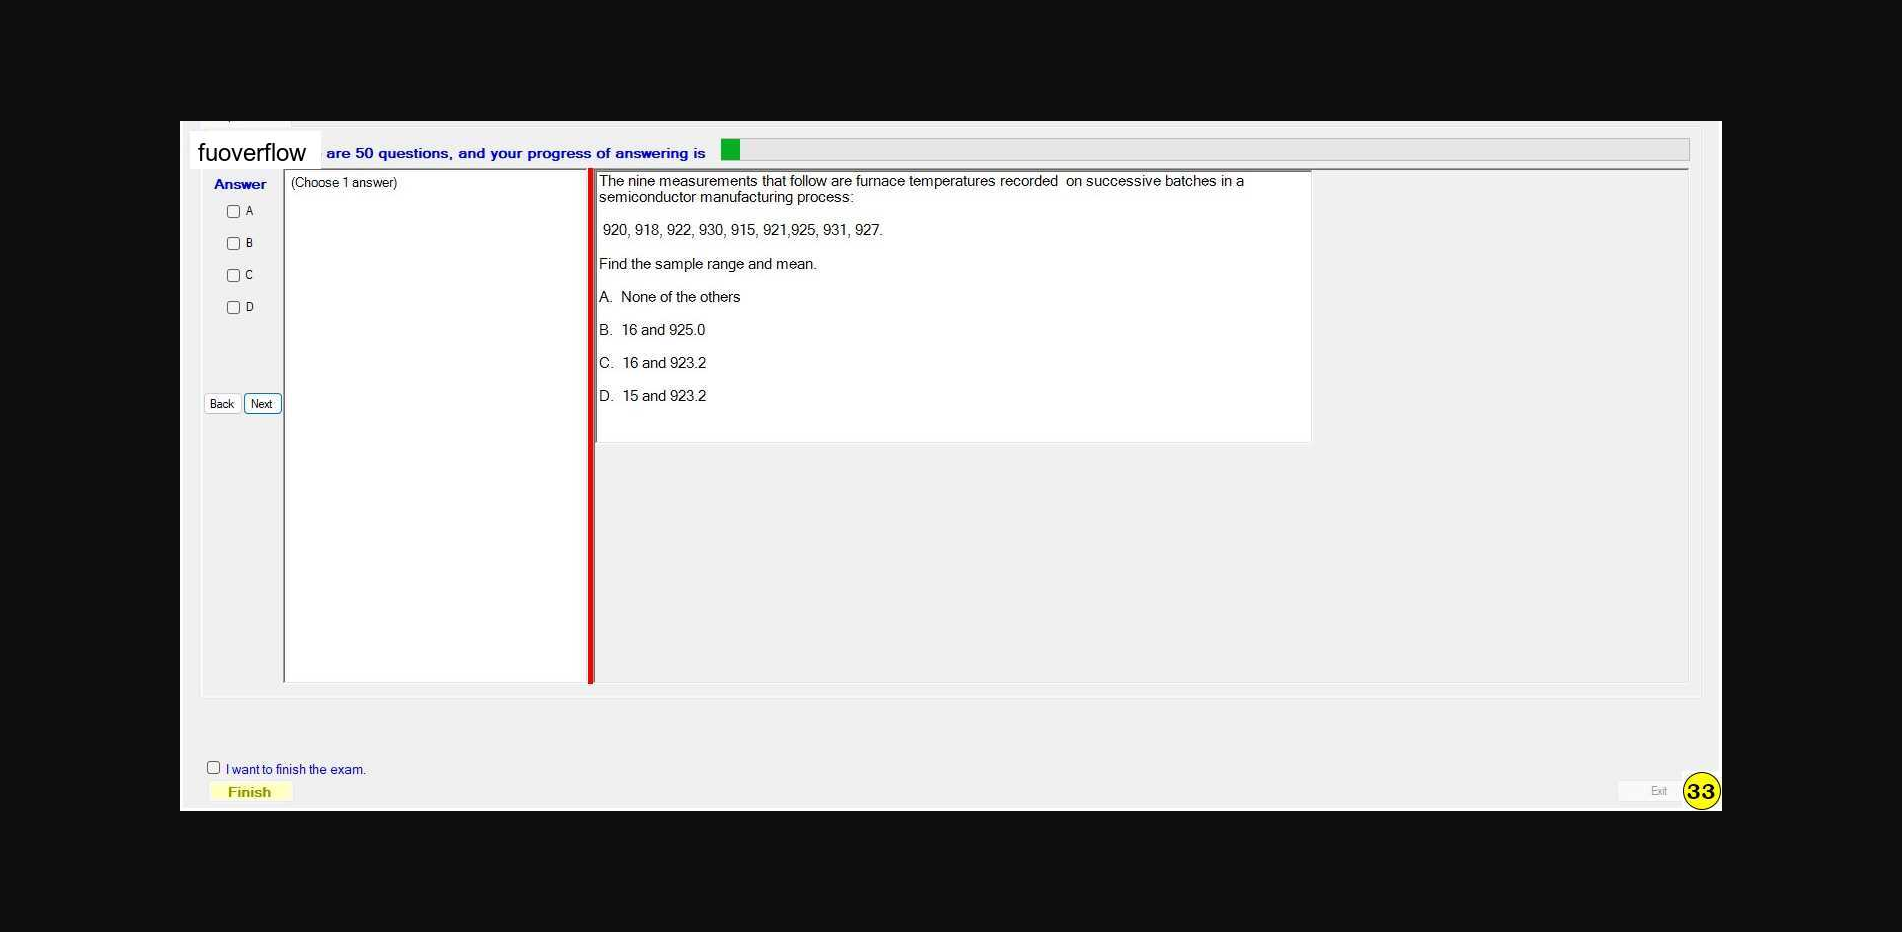 fuoverflow are 50 questions, and your progress of answering is
Answer
A
B
C
D
Back Next
(Choose 1 answer)
The nine measurements that follow are furnace temperatures recorded on successive batches in a
semiconductor manufacturing process:
920, 918, 922, 930, 915, 921,925, 931, 927.
Find the sample range and mean.
A. None of the others
B. 16 and 925.0
C. 16 and 923.2
D. 15 and 923.2
I want to finish the exam.
Finish
Exit
33